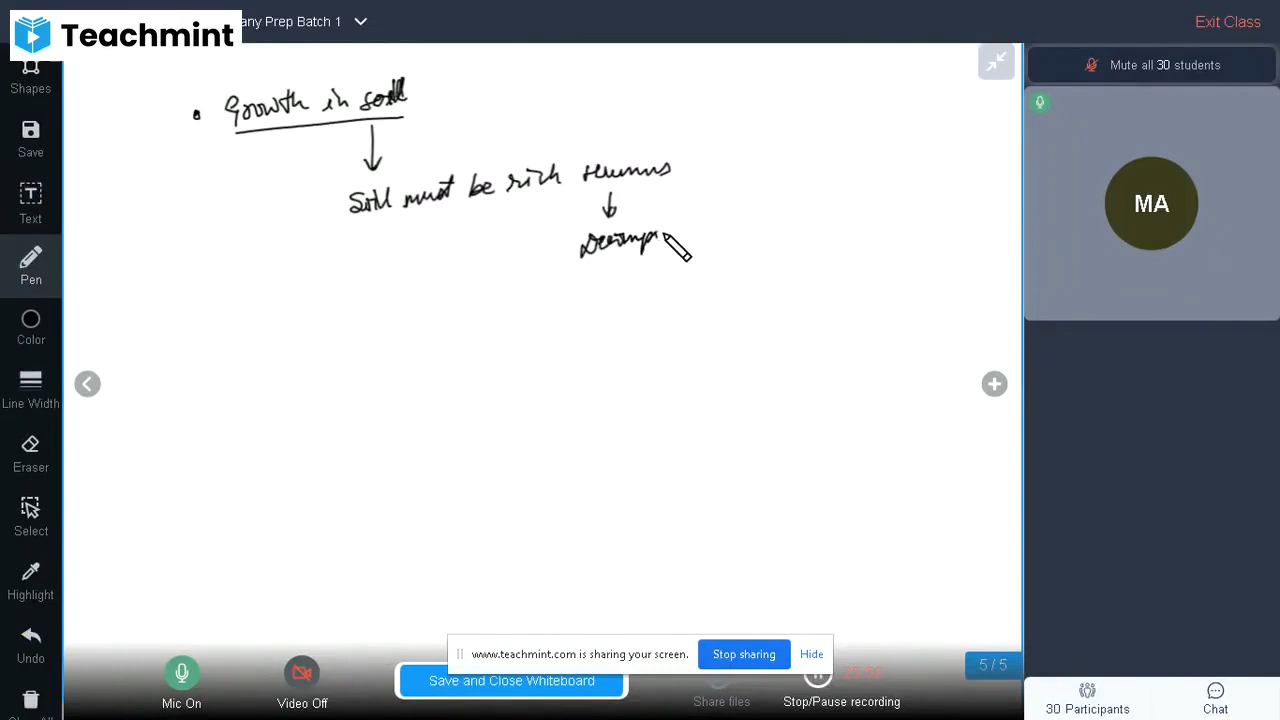 Teachmint
any Prep Batch 1
Exit Class
Mute all 30 students
MA
Shapes
Save
Text
Pen
Color
Line Width
Eraser
Select
Highlight
Undo
• Growth in soil
Soil must be rich humus
Decomp
www.teachmint.com is sharing your screen.
Stop sharing
Hide
5 / 5
Mic On
Video Off
Save and Close Whiteboard
Share files
Stop/Pause recording
30 Participants
Chat